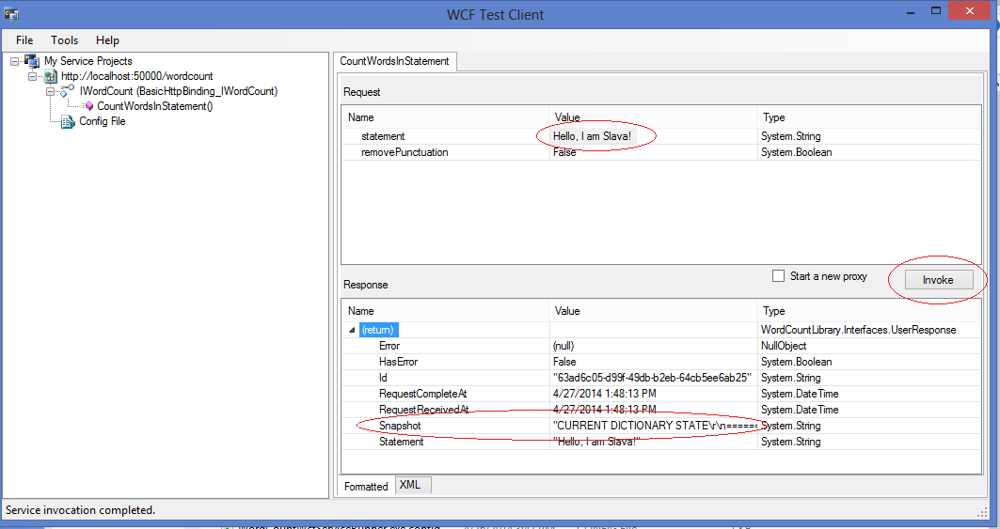 WCF Test Client
File Tools Help
My Service Projects
http://localhost:50000/wordcount
IWordCount (BasicHttpBinding_IWordCount)
CountWordsInStatement()
Config File
CountWordsInStatement
Request
Name Value Type
statement Hello, I am Slava! System.String
removePunctuation False System.Boolean
Start a new proxy Invoke
Response
Name Value Type
(return) WordCountLibrary.Interfaces.UserResponse
Error (null) NullObject
HasError False System.Boolean
Id "63ad6c05-d99f-49db-b2eb-64cb5ee6ab25" System.String
RequestCompleteAt 4/27/2014 1:48:13 PM System.DateTime
RequestReceivedAt 4/27/2014 1:48:13 PM System.DateTime
Snapshot "CURRENT DICTIONARY STATE\r\n====== System.String
Statement "Hello, I am Slava!" System.String
Formatted XML
Service invocation completed.